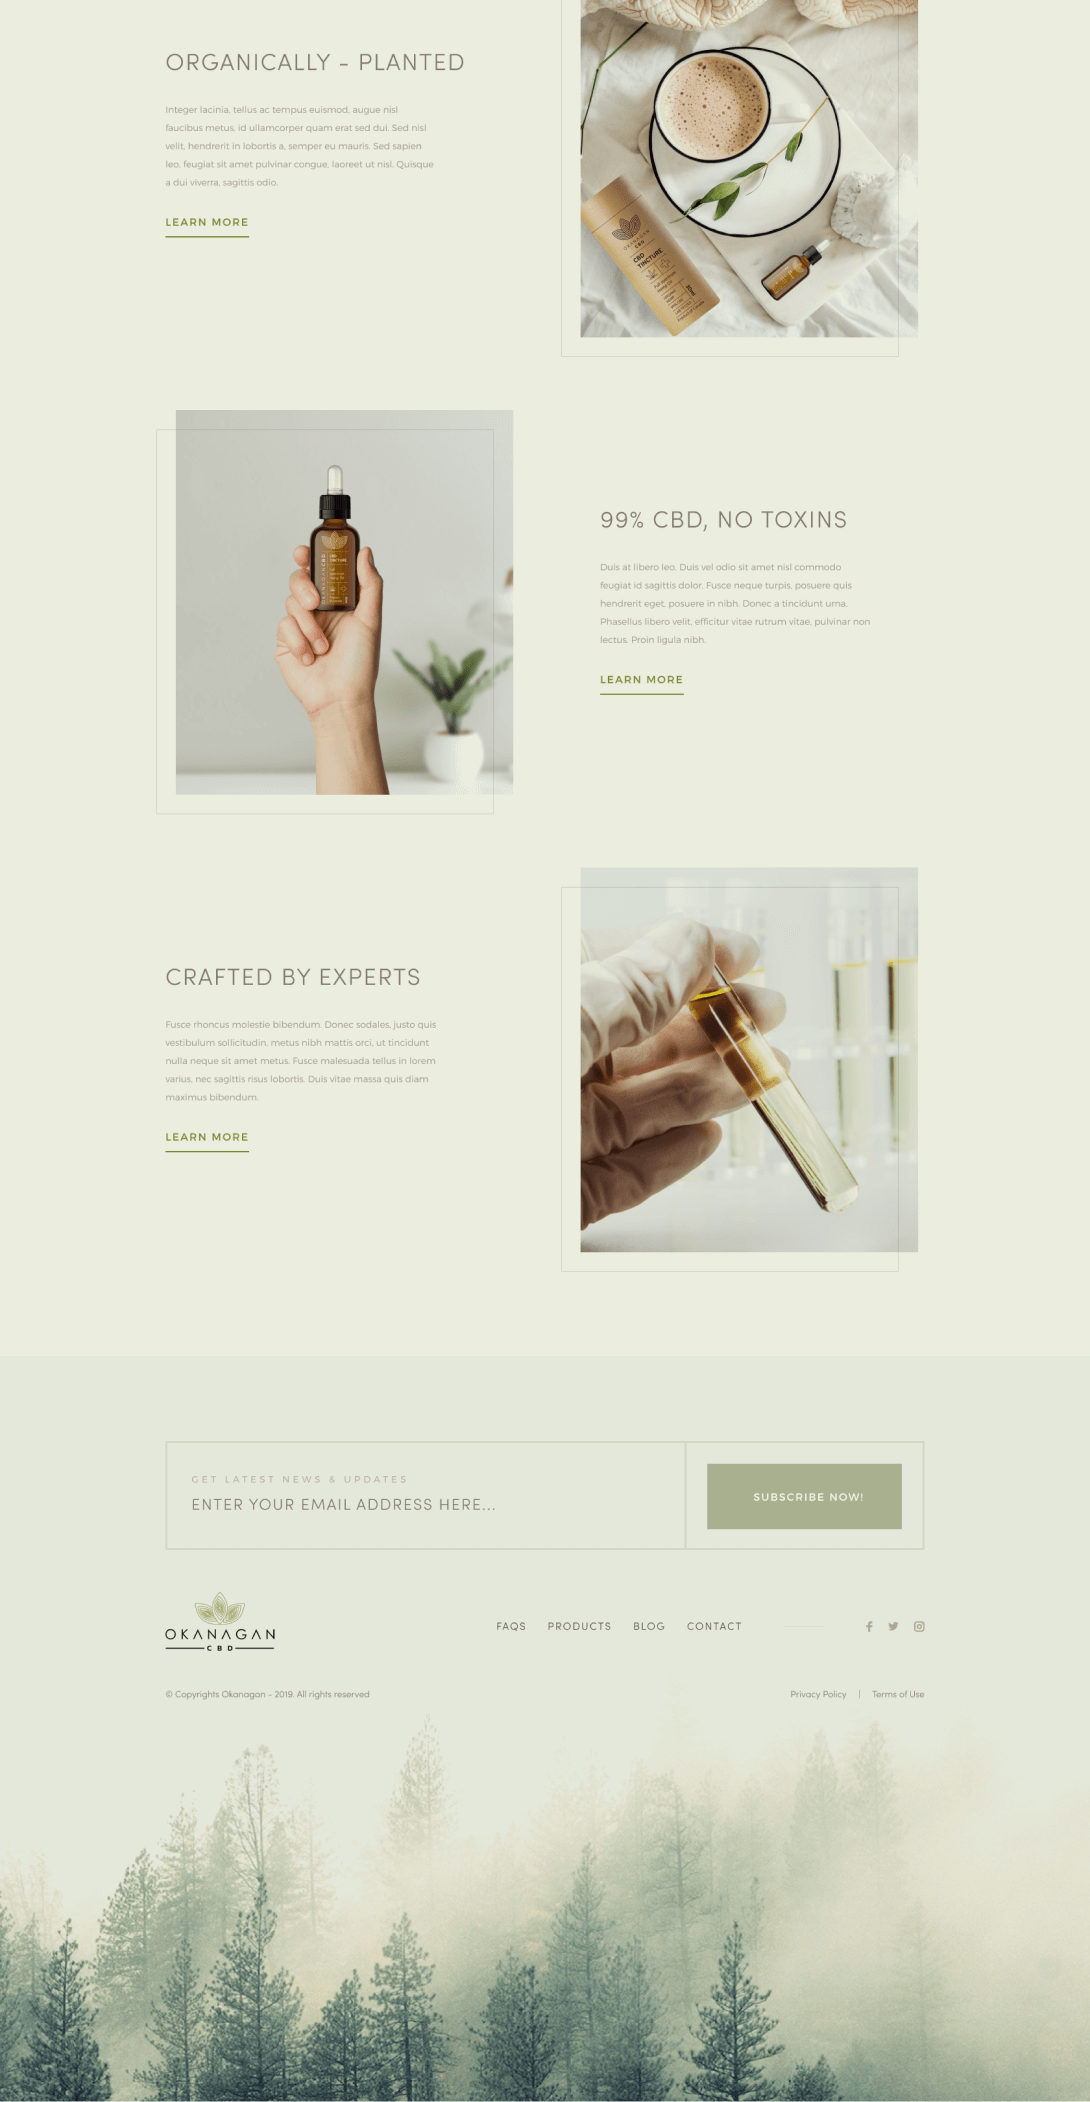 ORGANICALLY - PLANTED
Integer lacinia, tellus ac tempus euismod, augue nisl
faucibus metus, id ullamcorper quam erat sed dui. Sed nisl
velit, hendrerit in lobortis a, semper eu mauris. Sed sapien
leo, feugiat sit amet pulvinar congue, laoreet ut nisl. Quisque
a dui viverra, sagittis odio.
LEARN MORE
OKANAGAN
CBD
CBD
TINCTURE
99% CBD, NO TOXINS
Duis at libero leo. Duis vel odio sit amet nisl commodo
feugiat id sagittis dolor. Fusce neque turpis, posuere quis
hendrerit eget, posuere in nibh. Donec a tincidunt urna.
Phasellus libero velit, efficitur vitae rutrum vitae, pulvinar non
lectus. Proin ligula nibh.
LEARN MORE
OKANAGAN CBD
CBD
TINCTURE
CRAFTED BY EXPERTS
Fusce rhoncus molestie bibendum. Donec sodales, justo quis
vestibulum sollicitudin, metus nibh mattis orci, ut tincidunt
nulla neque sit amet metus. Fusce malesuada tellus in lorem
varius, nec sagittis risus lobortis. Duis vitae massa quis diam
maximus bibendum.
LEARN MORE
GET LATEST NEWS & UPDATES
ENTER YOUR EMAIL ADDRESS HERE...
SUBSCRIBE NOW!
OKANAGAN
CBD
FAQS PRODUCTS BLOG CONTACT
© Copyrights Okanagan - 2019. All rights reserved
Privacy Policy | Terms of Use